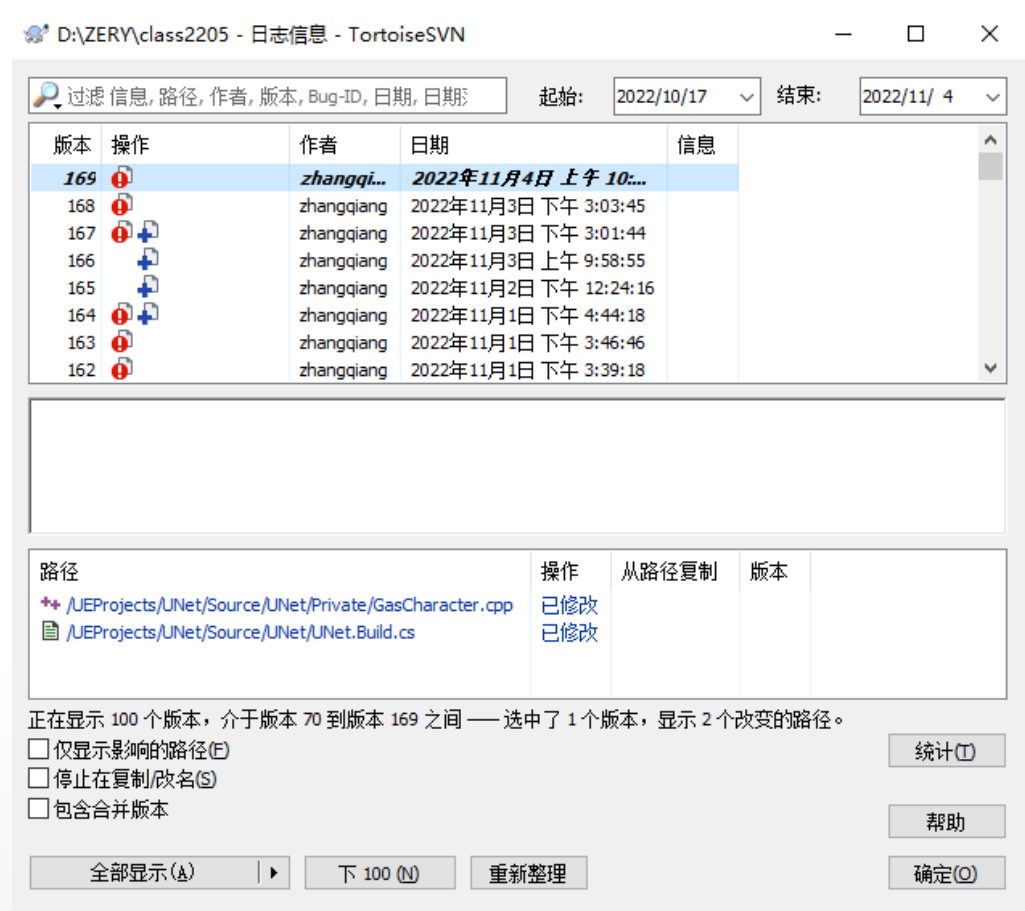 D:\ZERY\class2205 - 日志信息 - TortoiseSVN
过滤 信息, 路径, 作者, 版本, Bug-ID, 日期, 日期 起始: 2022/10/17 结束: 2022/11/ 4
版本 操作 作者 日期 信息
169 zhangqi... 2022年11月4日 上午 10:...
168 zhangqiang 2022年11月3日 下午 3:03:45
167 zhangqiang 2022年11月3日 下午 3:01:44
166 zhangqiang 2022年11月3日 上午 9:58:55
165 zhangqiang 2022年11月2日 下午 12:24:16
164 zhangqiang 2022年11月1日 下午 4:44:18
163 zhangqiang 2022年11月1日 下午 3:46:46
162 zhangqiang 2022年11月1日 下午 3:39:18
路径 操作 从路径复制 版本
/UEProjects/UNet/Source/UNet/Private/GasCharacter.cpp 已修改
/UEProjects/UNet/Source/UNet/UNet.Build.cs 已修改
正在显示 100 个版本，介于版本 70 到版本 169 之间 —— 选中了 1 个版本，显示 2 个改变的路径。
仅显示影响的路径(F)
统计(T)
停止在复制/改名(S)
包含合并版本
帮助
全部显示(A) 下 100 (N) 重新整理 确定(O)